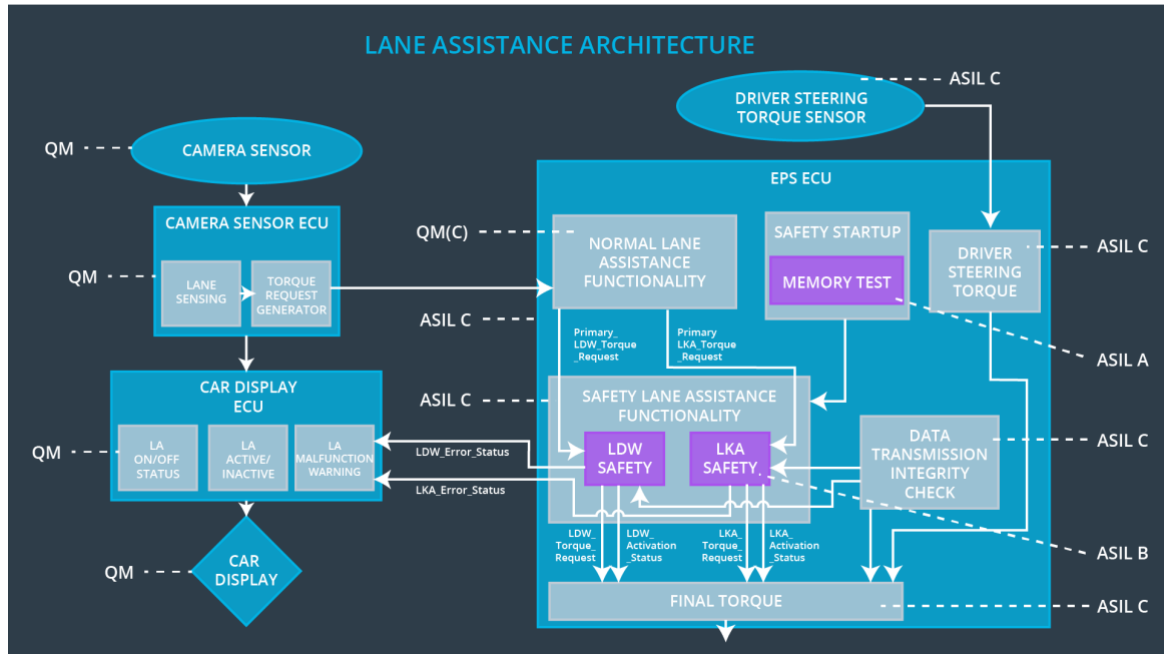 LANE ASSISTANCE ARCHITECTURE
ASIL C
DRIVER STEERING
TORQUE SENSOR
QM
CAMERA SENSOR
EPS ECU
CAMERA SENSOR ECU
QM
LANE
SENSING
TORQUE
REQUEST
GENERATOR
QM(C)
NORMAL LANE
ASSISTANCE
FUNCTIONALITY
SAFETY STARTUP
MEMORY TEST
DRIVER
STEERING
TORQUE
ASIL C
ASIL C
Primary_
LDW_Torque
_Request
Primary
LKA_Torque
_Request
ASIL A
CAR DISPLAY
ECU
ASIL C
SAFETY LANE ASSISTANCE
FUNCTIONALITY
QM
LA
ON/OFF
STATUS
LA
ACTIVE/
INACTIVE
LA
MALFUNCTION
WARNING
LDW_Error_Status
LKA_Error_Status
LDW
SAFETY
LKA
SAFETY
DATA
TRANSMISSION
INTEGRITY
CHECK
ASIL C
LDW_
Torque_
Request
LDW_
Activation
_Status
LKA_
Torque_
Request
LKA_
Activation
_Status
ASIL B
QM
CAR
DISPLAY
FINAL TORQUE
ASIL C